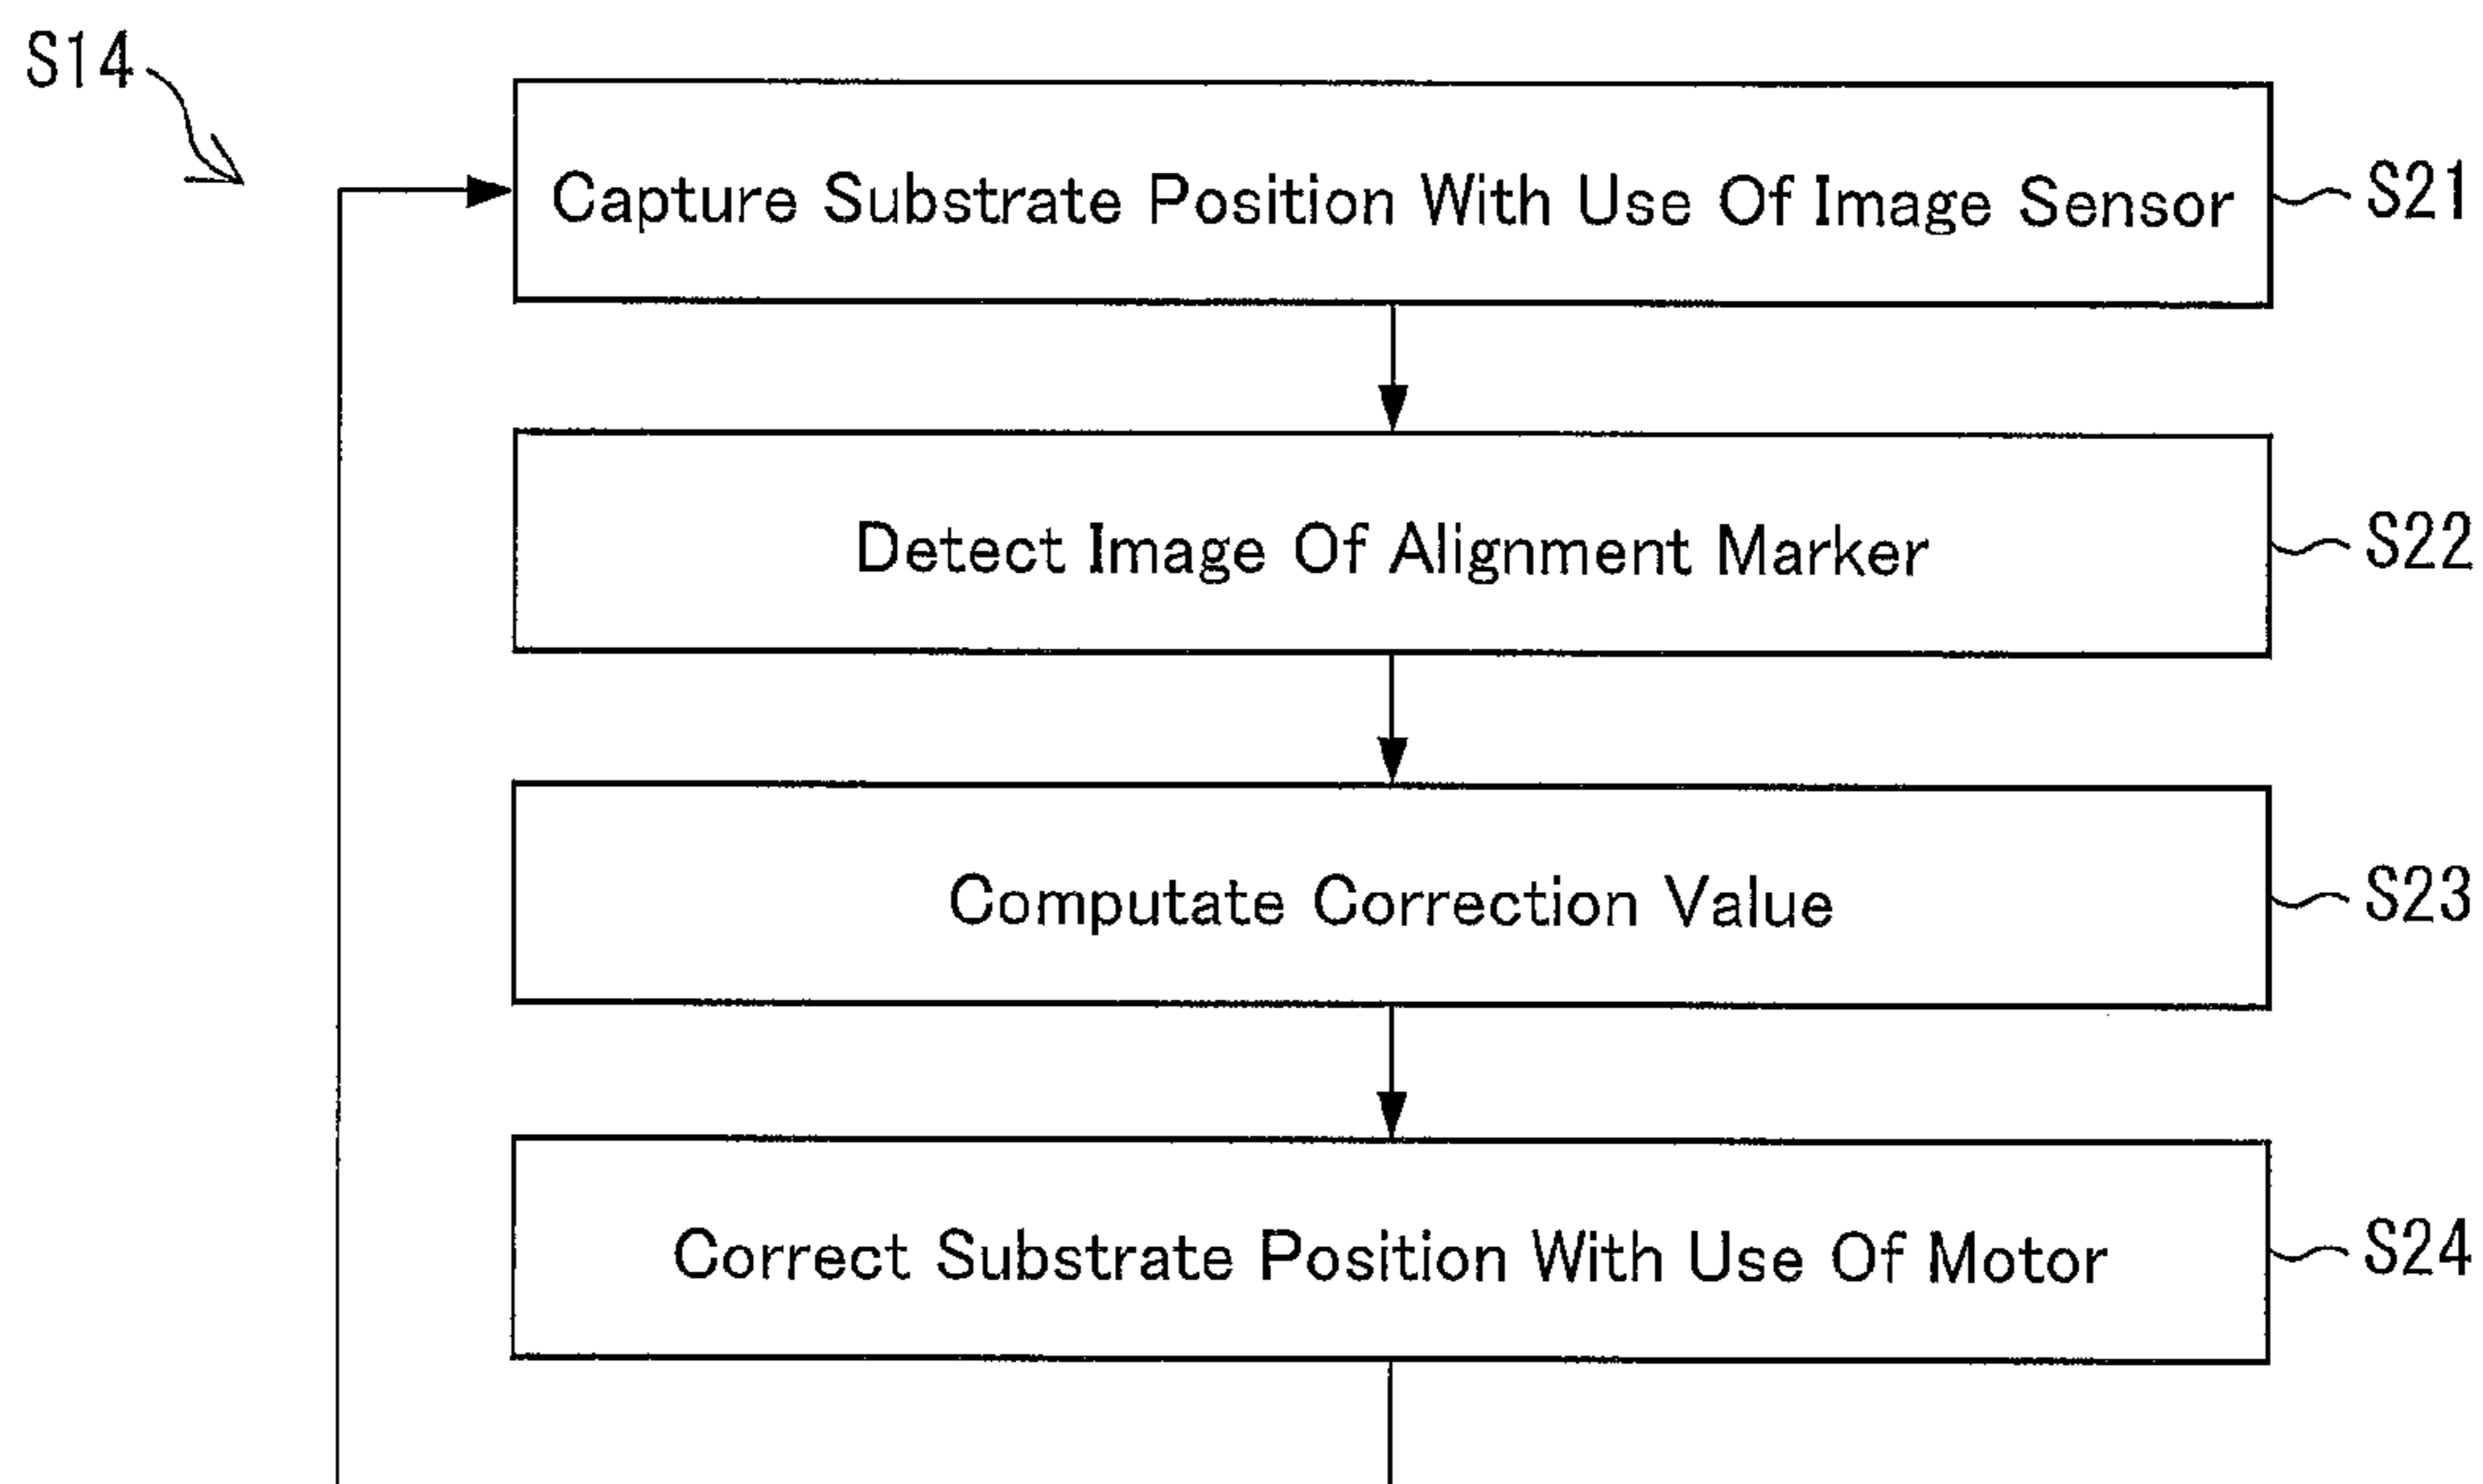 S14
Capture Substrate Position With Use Of Image Sensor
S21
Detect Image Of Alignment Marker
S22
Computate Correction Value
S23
Correct Substrate Position With Use Of Motor
S24